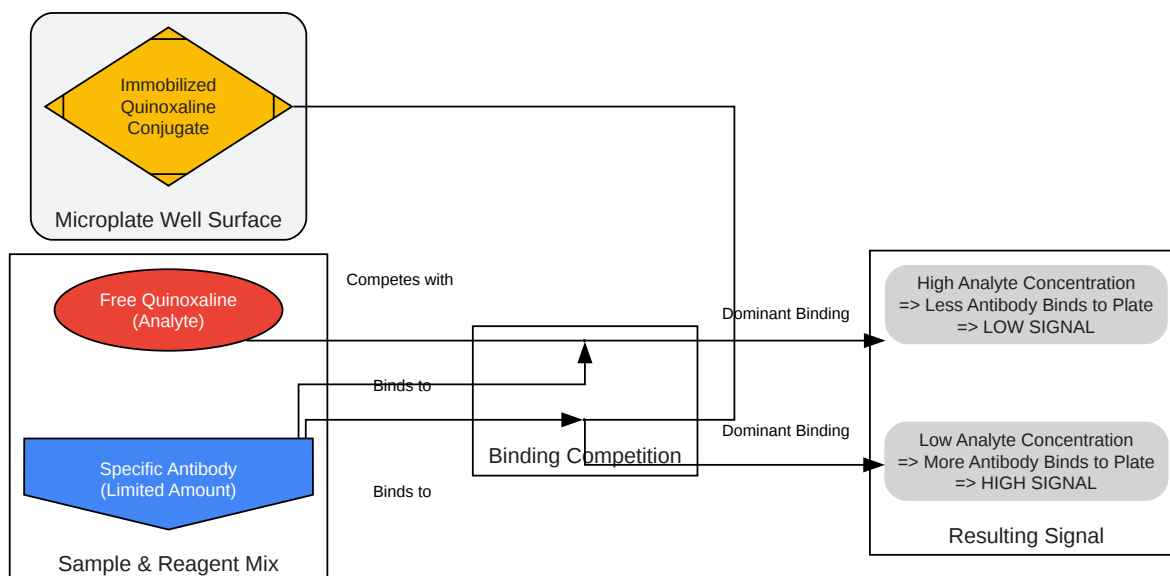 Immobilized
Quinoxaline
Conjugate
Microplate Well Surface
Free Quinoxaline
(Analyte)
Specific Antibody
(Limited Amount)
Sample & Reagent Mix
Competes with
Binds to
Binds to
Binding Competition
Dominant Binding
Dominant Binding
High Analyte Concentration
=> Less Antibody Binds to Plate
=> LOW SIGNAL
Low Analyte Concentration
=> More Antibody Binds to Plate
=> HIGH SIGNAL
Resulting Signal